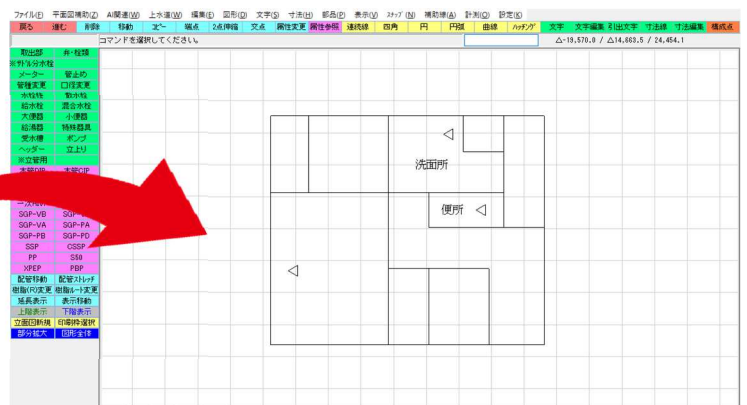 ファイル(F) 平面図補助(Z) AI関連(W) 上水道(W) 編集(E) 図形(D) 文字(S) 寸法(H) 部品(P) 表示(V) ｽﾅｯﾌﾟ(N) 補助線(A) 計測(Q) 設定(K)
戻る 進む 削除 移動 ｺﾋﾟｰ 端点 2点伸縮 交点 属性変更 属性参照 連続線 四角 円 円弧 曲線 ﾊｯﾁﾝｸﾞ 文字 文字編集 引出文字 寸法線 寸法編集 構成点
コマンドを選択してください。 △-19,570.0 / △14,663.5 / 24,454.1
取出部 弁・栓類
※ｻﾄﾞﾙ分水栓
メーター 管止め
管種変更 口径変更
水栓柱 散水栓
給水栓 混合水栓
大便器 小便器
給湯器 特殊器具
受水槽 ポンプ
ヘッダー 立上り
※立管用
SGP-VB
SGP-VA SGP-PA
SGP-PB SGP-PD
SSP CSSP
PP S50
XPEP PBP
配管移動 配管ｽﾄﾚｯﾁ
樹脂(R)変更 樹脂ﾙｰﾄ変更
延長表示 表示移動
上階表示 下階表示
立面図新規 印刷枠選択
部分拡大 図形全体
洗面所
便所